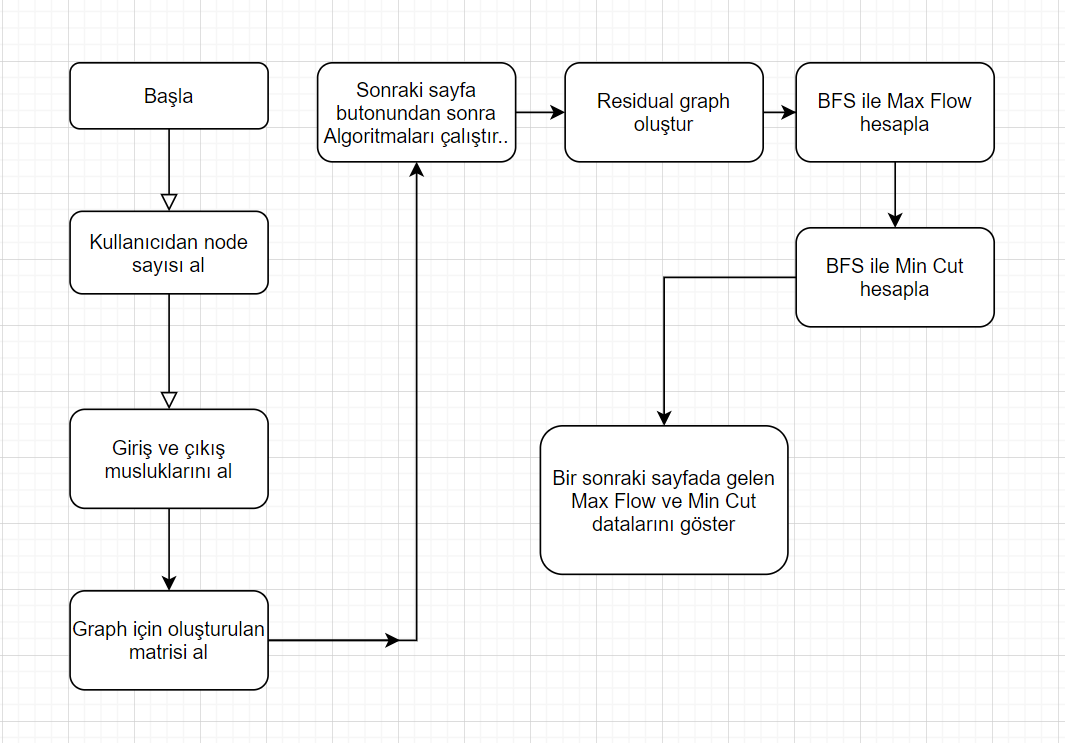 Başla
Kullanıcıdan node
sayısı al
Giriş ve çıkış
musluklarını al
Graph için oluşturulan
matrisi al
Sonraki sayfa
butonundan sonra
Algoritmaları çalıştır..
Residual graph
oluştur
BFS ile Max Flow
hesapla
BFS ile Min Cut
hesapla
Bir sonraki sayfada gelen
Max Flow ve Min Cut
datalarını göster